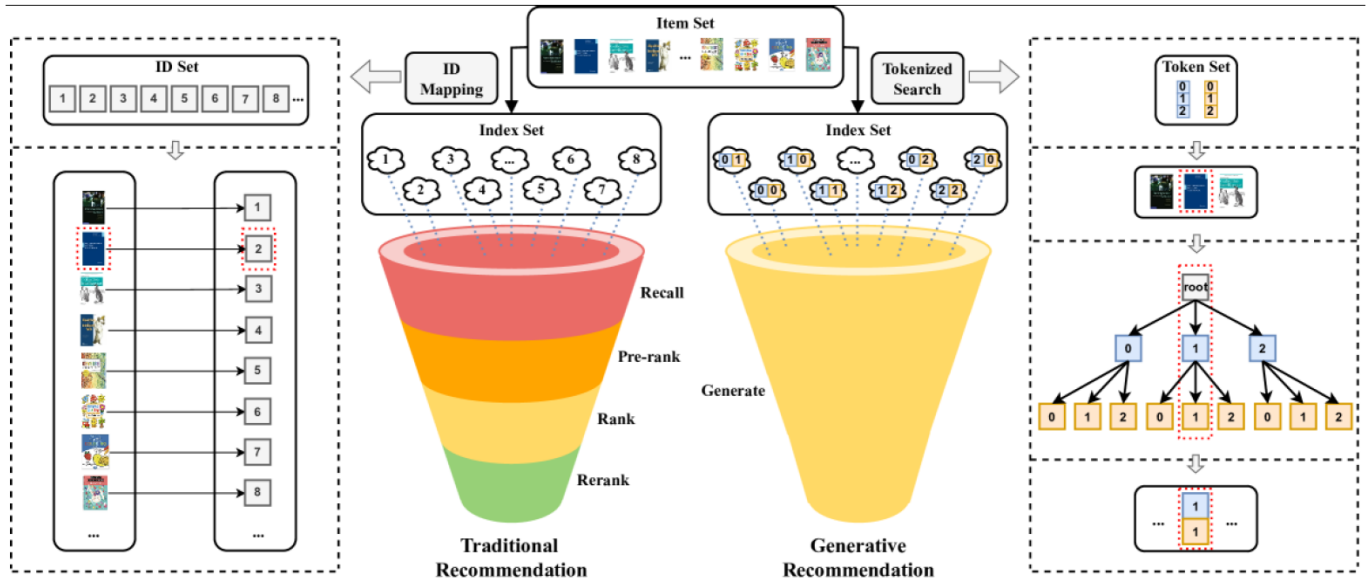 Item Set
...
ID Set
1 2 3 4 5 6 7 8 ...
1
2
3
4
5
6
7
8
...
...
ID
Mapping
Index Set
1 3 ... 6 8
2 4 5 7
Recall
Pre-rank
Rank
Rerank
Traditional
Recommendation
Tokenized
Search
Index Set
0 1 1 0 ... 0 2 2 0
0 0 1 1 1 2 2 2
Generate
Generative
Recommendation
Token Set
0 0
1 1
2 2
root
0 1 2
0 1 2 0 1 2 0 1 2
... 1 ...
1